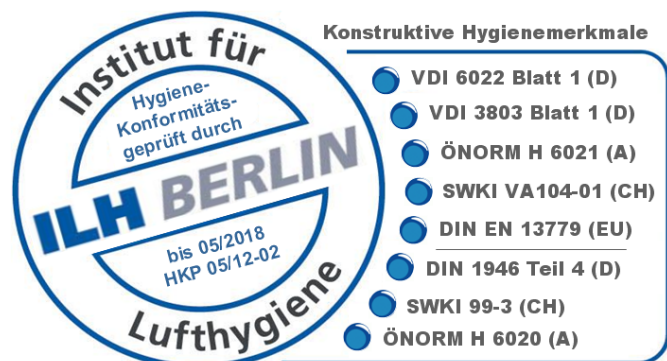 Institut für
Hygiene-
Konformitäts-
geprüft durch
ILH BERLIN
bis 05/2018
HKP 05/12-02
Lufthygiene
Konstruktive Hygienemerkmale
VDI 6022 Blatt 1 (D)
VDI 3803 Blatt 1 (D)
ÖNORM H 6021 (A)
SWKI VA104-01 (CH)
DIN EN 13779 (EU)
DIN 1946 Teil 4 (D)
SWKI 99-3 (CH)
ÖNORM H 6020 (A)